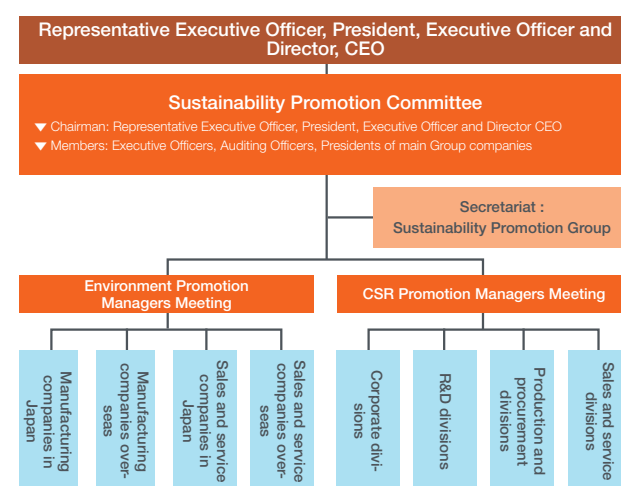 Representative Executive Officer, President, Executive Officer and
Director, CEO
Sustainability Promotion Committee
▼ Chairman: Representative Executive Officer, President, Executive Officer and Director CEO
▼ Members: Executive Officers, Auditing Officers, Presidents of main Group companies
Secretariat :
Sustainability Promotion Group
Environment Promotion
Managers Meeting
CSR Promotion Managers Meeting
Manufacturing
companies in
Japan
Manufacturing
companies over-
seas
Sales and service
companies in
Japan
Sales and service
companies over-
seas
Corporate divi-
sions
R&D divisions
Production and
procurement
divisions
Sales and service
divisions